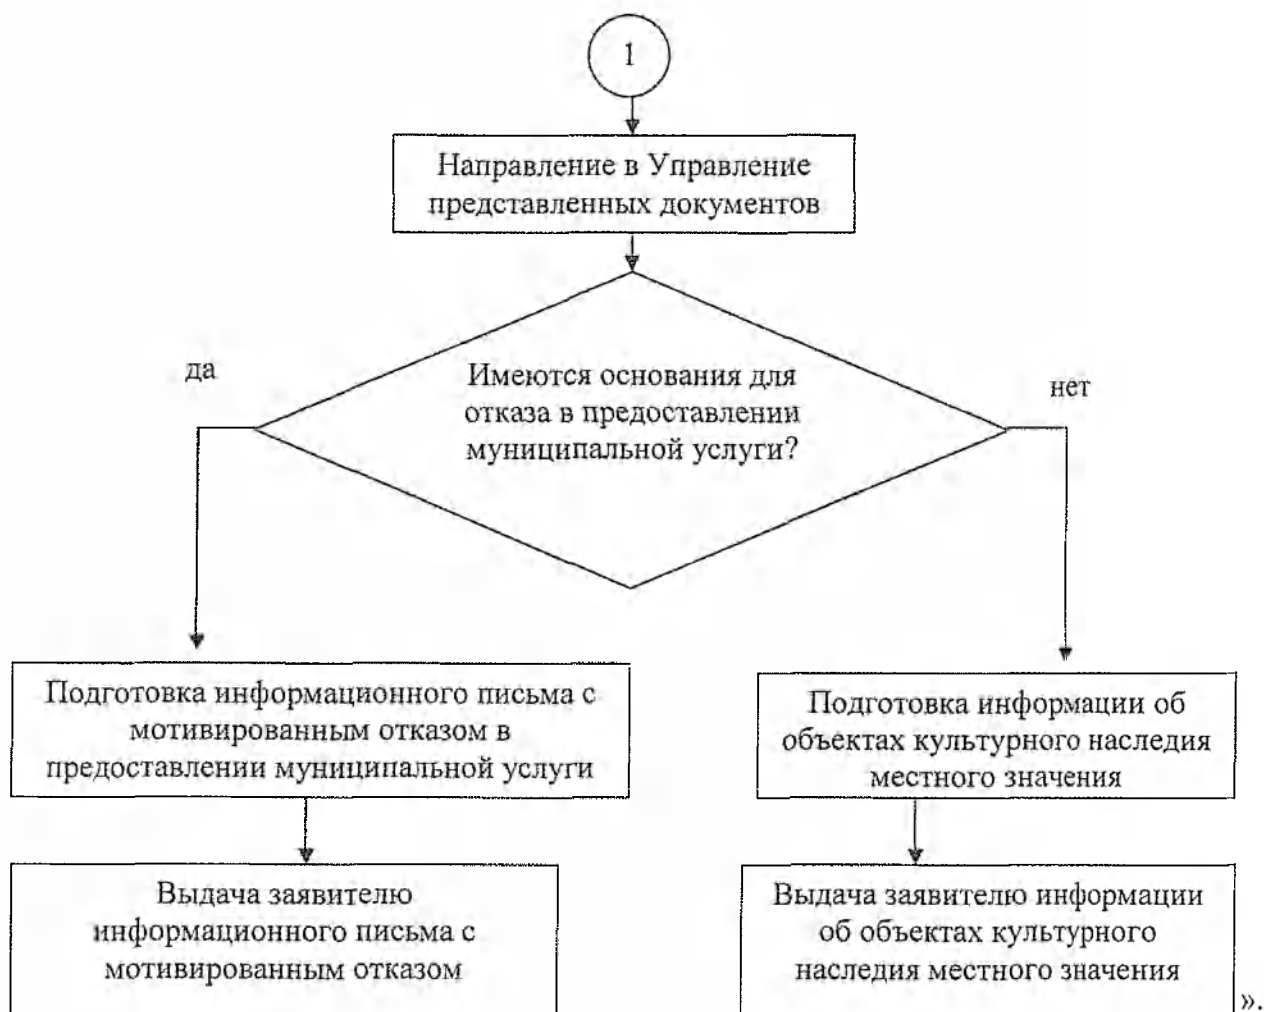 1
Направление в Управление
представленных документов
да
Имеются основания для
отказа в предоставлении
муниципальной услуги?
нет
Подготовка информационного письма с
мотивированным отказом в
предоставлении муниципальной услуги
Подготовка информации об
объектах культурного наследия
местного значения
Выдача заявителю
информационного письма с
мотивированным отказом
Выдача заявителю информации
об объектах культурного
наследия местного значения
».